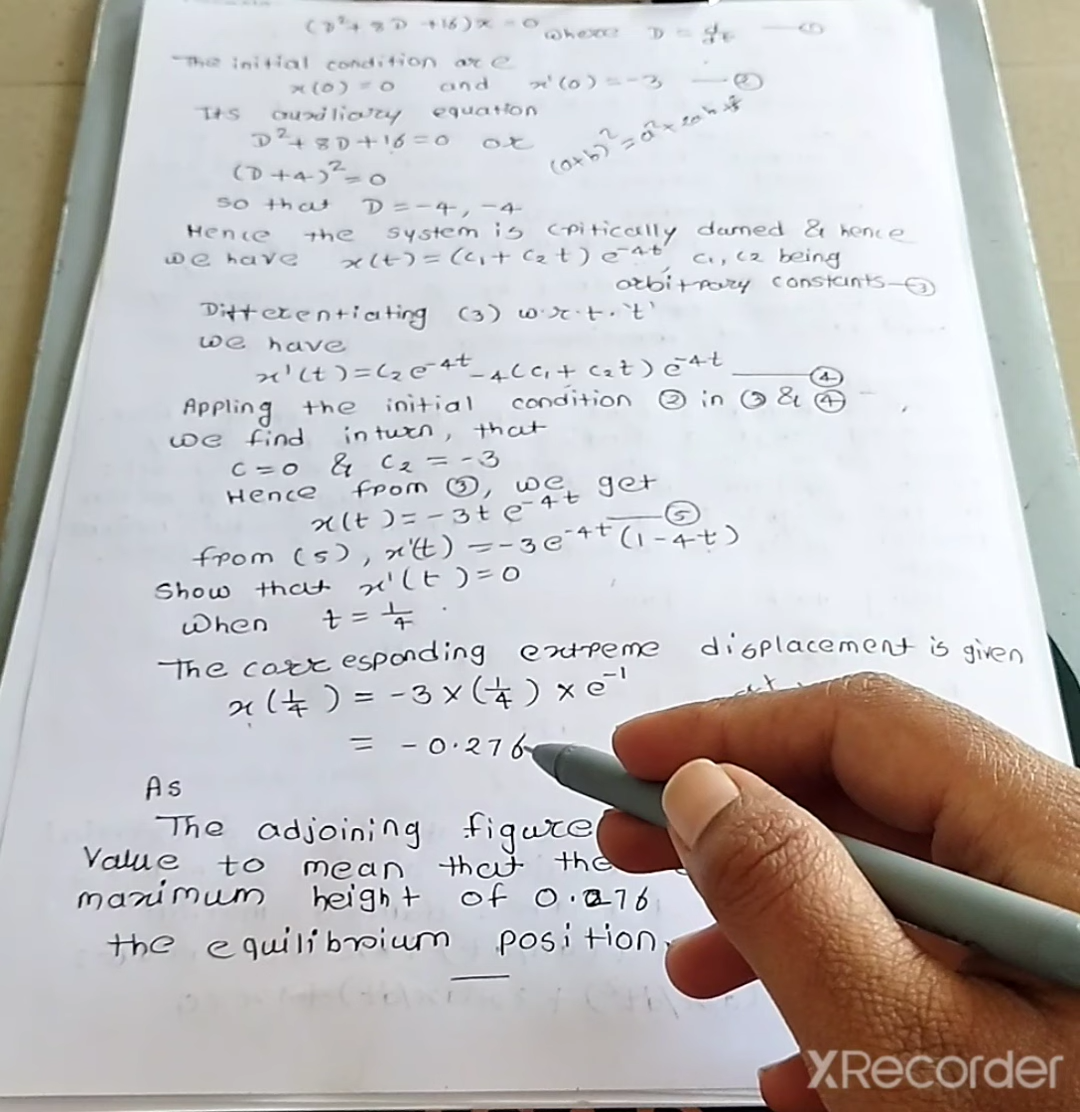 (D²+8D+16)x=0 where D = d/dt —①
The initial condition are
x(0)=0 and x'(0)=-3 —②
Its auxiliary equation
D²+8D+16=0 or
(a+b)²=a²+2ab+
(D+4)²=0
so that D=-4,-4
Hence the system is critically damed & hence
we have x(t)=(c₁+c₂t)e⁻⁴ᵗ, c₁, c₂ being
arbitrary constants—③
Differentiating (3) w.r.t.'t'
we have
x'(t)=c₂e⁻⁴ᵗ-4(c₁+c₂t)e⁻⁴ᵗ —④
Appling the initial condition ② in ③ & ④
we find inturn, that
c=0 & c₂=-3
Hence from ③, we get
x(t)=-3te⁻⁴ᵗ —⑤
from (5), x'(t)=-3e⁻⁴ᵗ(1-4t)
Show that x'(t)=0
When t=1/4
The corresponding extreme displacement is given
x(1/4)=-3×(1/4)×e⁻¹
= -0.276
As
The adjoining figure
Value to mean that the
maximum height of 0.276
the equilibrium position.
XRecorder